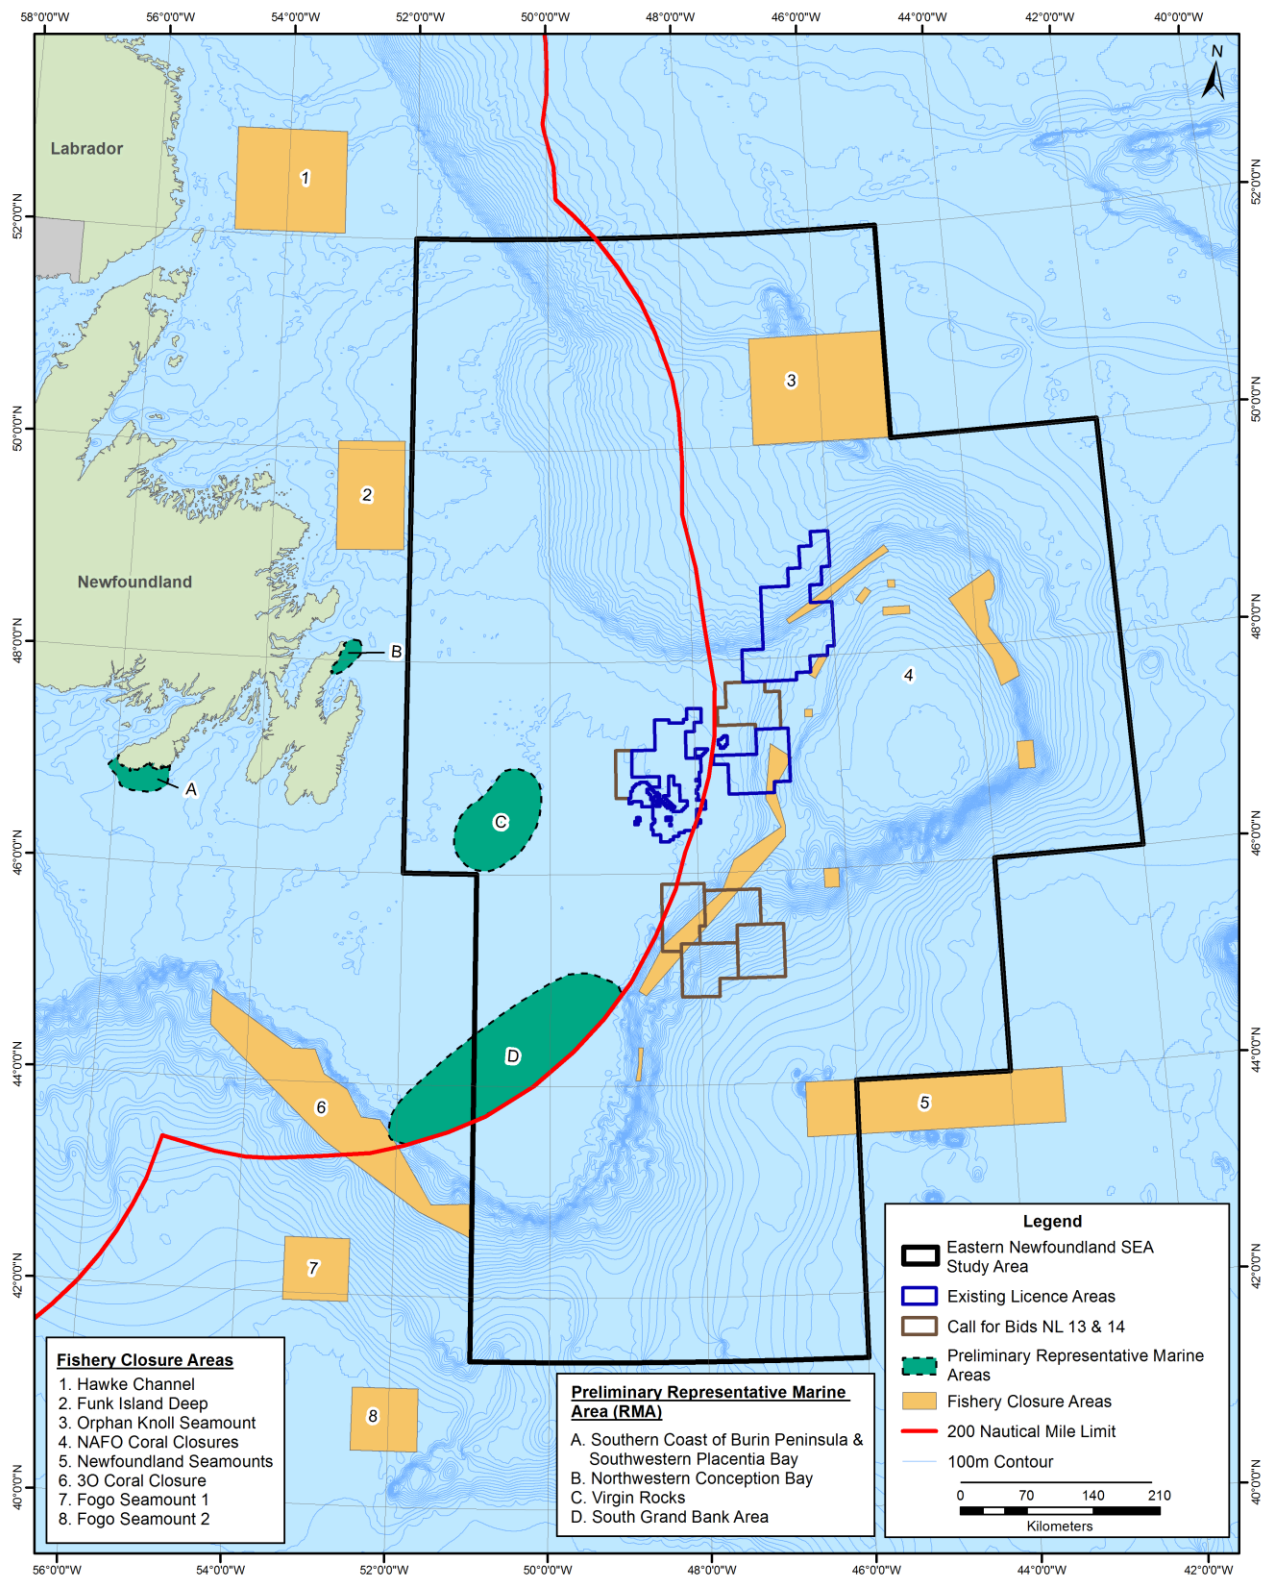 58°0'0"W 56°0'0"W 54°0'0"W 52°0'0"W 50°0'0"W 48°0'0"W 46°0'0"W 44°0'0"W 42°0'0"W 40°0'0"W
N
Labrador
1
52°0'0"N
52°0'0"N
3
50°0'0"N
50°0'0"N
2
Newfoundland
48°0'0"N
48°0'0"N
B
4
A
C
46°0'0"N
46°0'0"N
D
44°0'0"N
44°0'0"N
6
5
7
42°0'0"N
42°0'0"N
8
40°0'0"N
40°0'0"N
Fishery Closure Areas
1. Hawke Channel
2. Funk Island Deep
3. Orphan Knoll Seamount
4. NAFO Coral Closures
5. Newfoundland Seamounts
6. 3O Coral Closure
7. Fogo Seamount 1
8. Fogo Seamount 2
Preliminary Representative Marine
Area (RMA)
A. Southern Coast of Burin Peninsula &
Southwestern Placentia Bay
B. Northwestern Conception Bay
C. Virgin Rocks
D. South Grand Bank Area
Legend
Eastern Newfoundland SEA
Study Area
Existing Licence Areas
Call for Bids NL 13 & 14
Preliminary Representative Marine
Areas
Fishery Closure Areas
200 Nautical Mile Limit
100m Contour
0 70 140 210
Kilometers
56°0'0"W 54°0'0"W 52°0'0"W 50°0'0"W 48°0'0"W 46°0'0"W 44°0'0"W 42°0'0"W